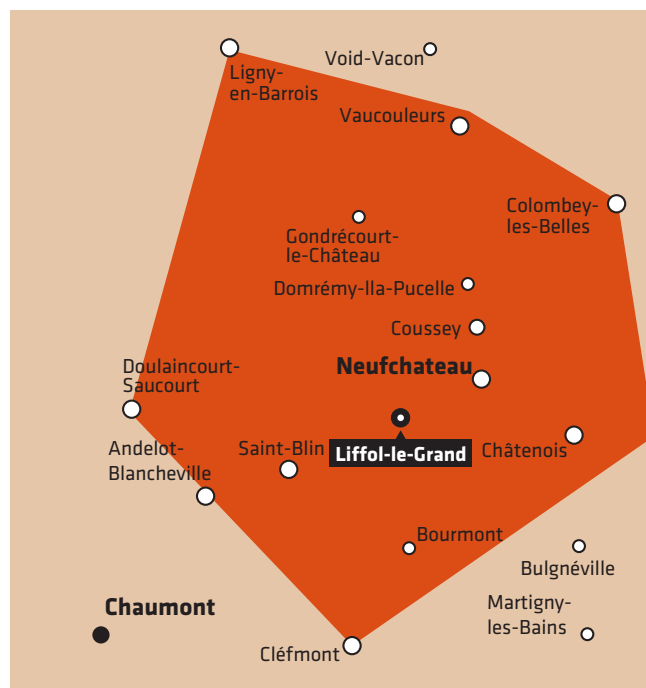 Void-Vacon
Ligny-
en-Barrois
Vaucouleurs
Colombey-
les-Belles
Gondrécourt-
le-Château
Domrémy-lla-Pucelle
Coussey
Neufchateau
Doulaincourt-
Saucourt
Andelot-
Blancheville
Saint-Blin
Liffol-le-Grand
Châtenois
Bourmont
Bulgnéville
Martigny-
les-Bains
Chaumont
Cléfmont